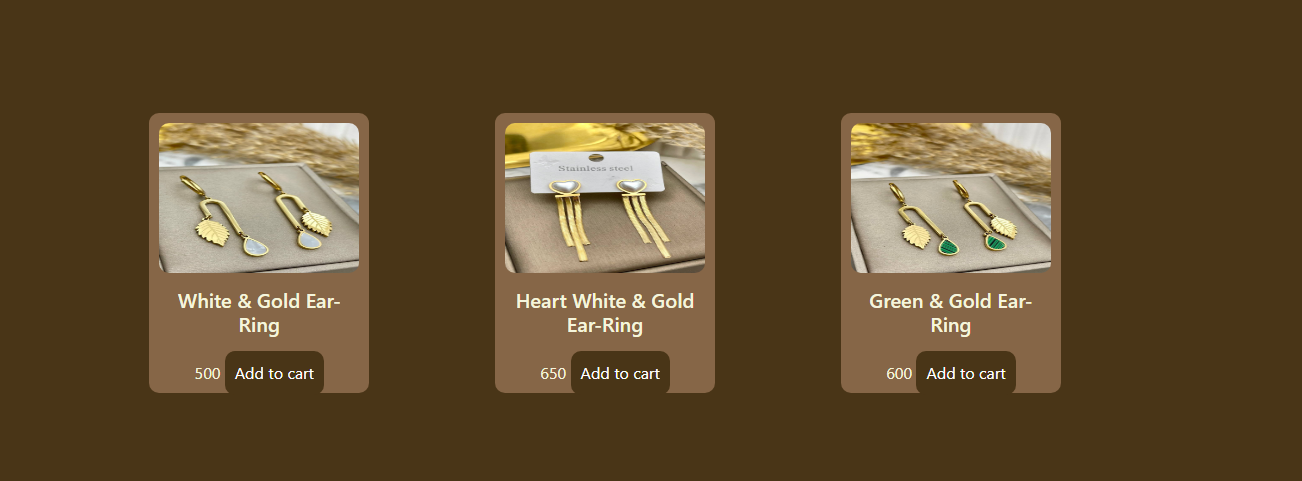 Stainless steel
White & Gold Ear-
Ring
500 Add to cart
Heart White & Gold
Ear-Ring
650 Add to cart
Green & Gold Ear-
Ring
600 Add to cart